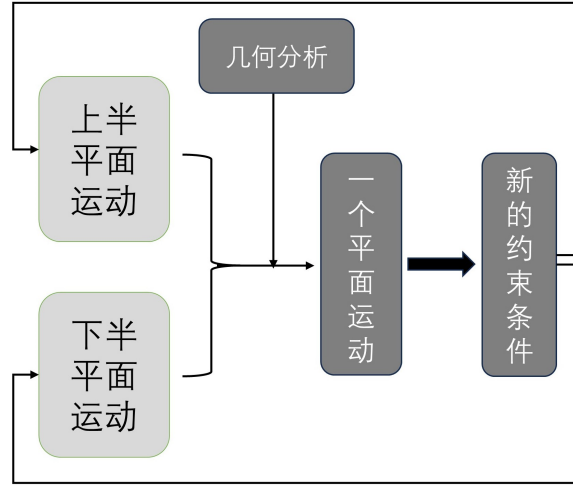 几何分析
上半
平面
运动
一个平面运动
新的约束条件
下半
平面
运动